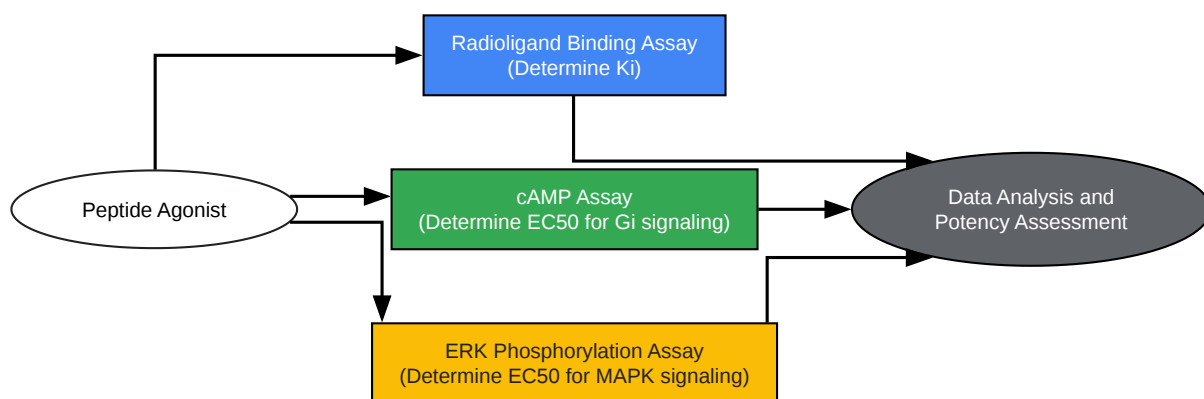 Radioligand Binding Assay
(Determine Ki)
Peptide Agonist
cAMP Assay
(Determine EC50 for Gi signaling)
Data Analysis and
Potency Assessment
ERK Phosphorylation Assay
(Determine EC50 for MAPK signaling)